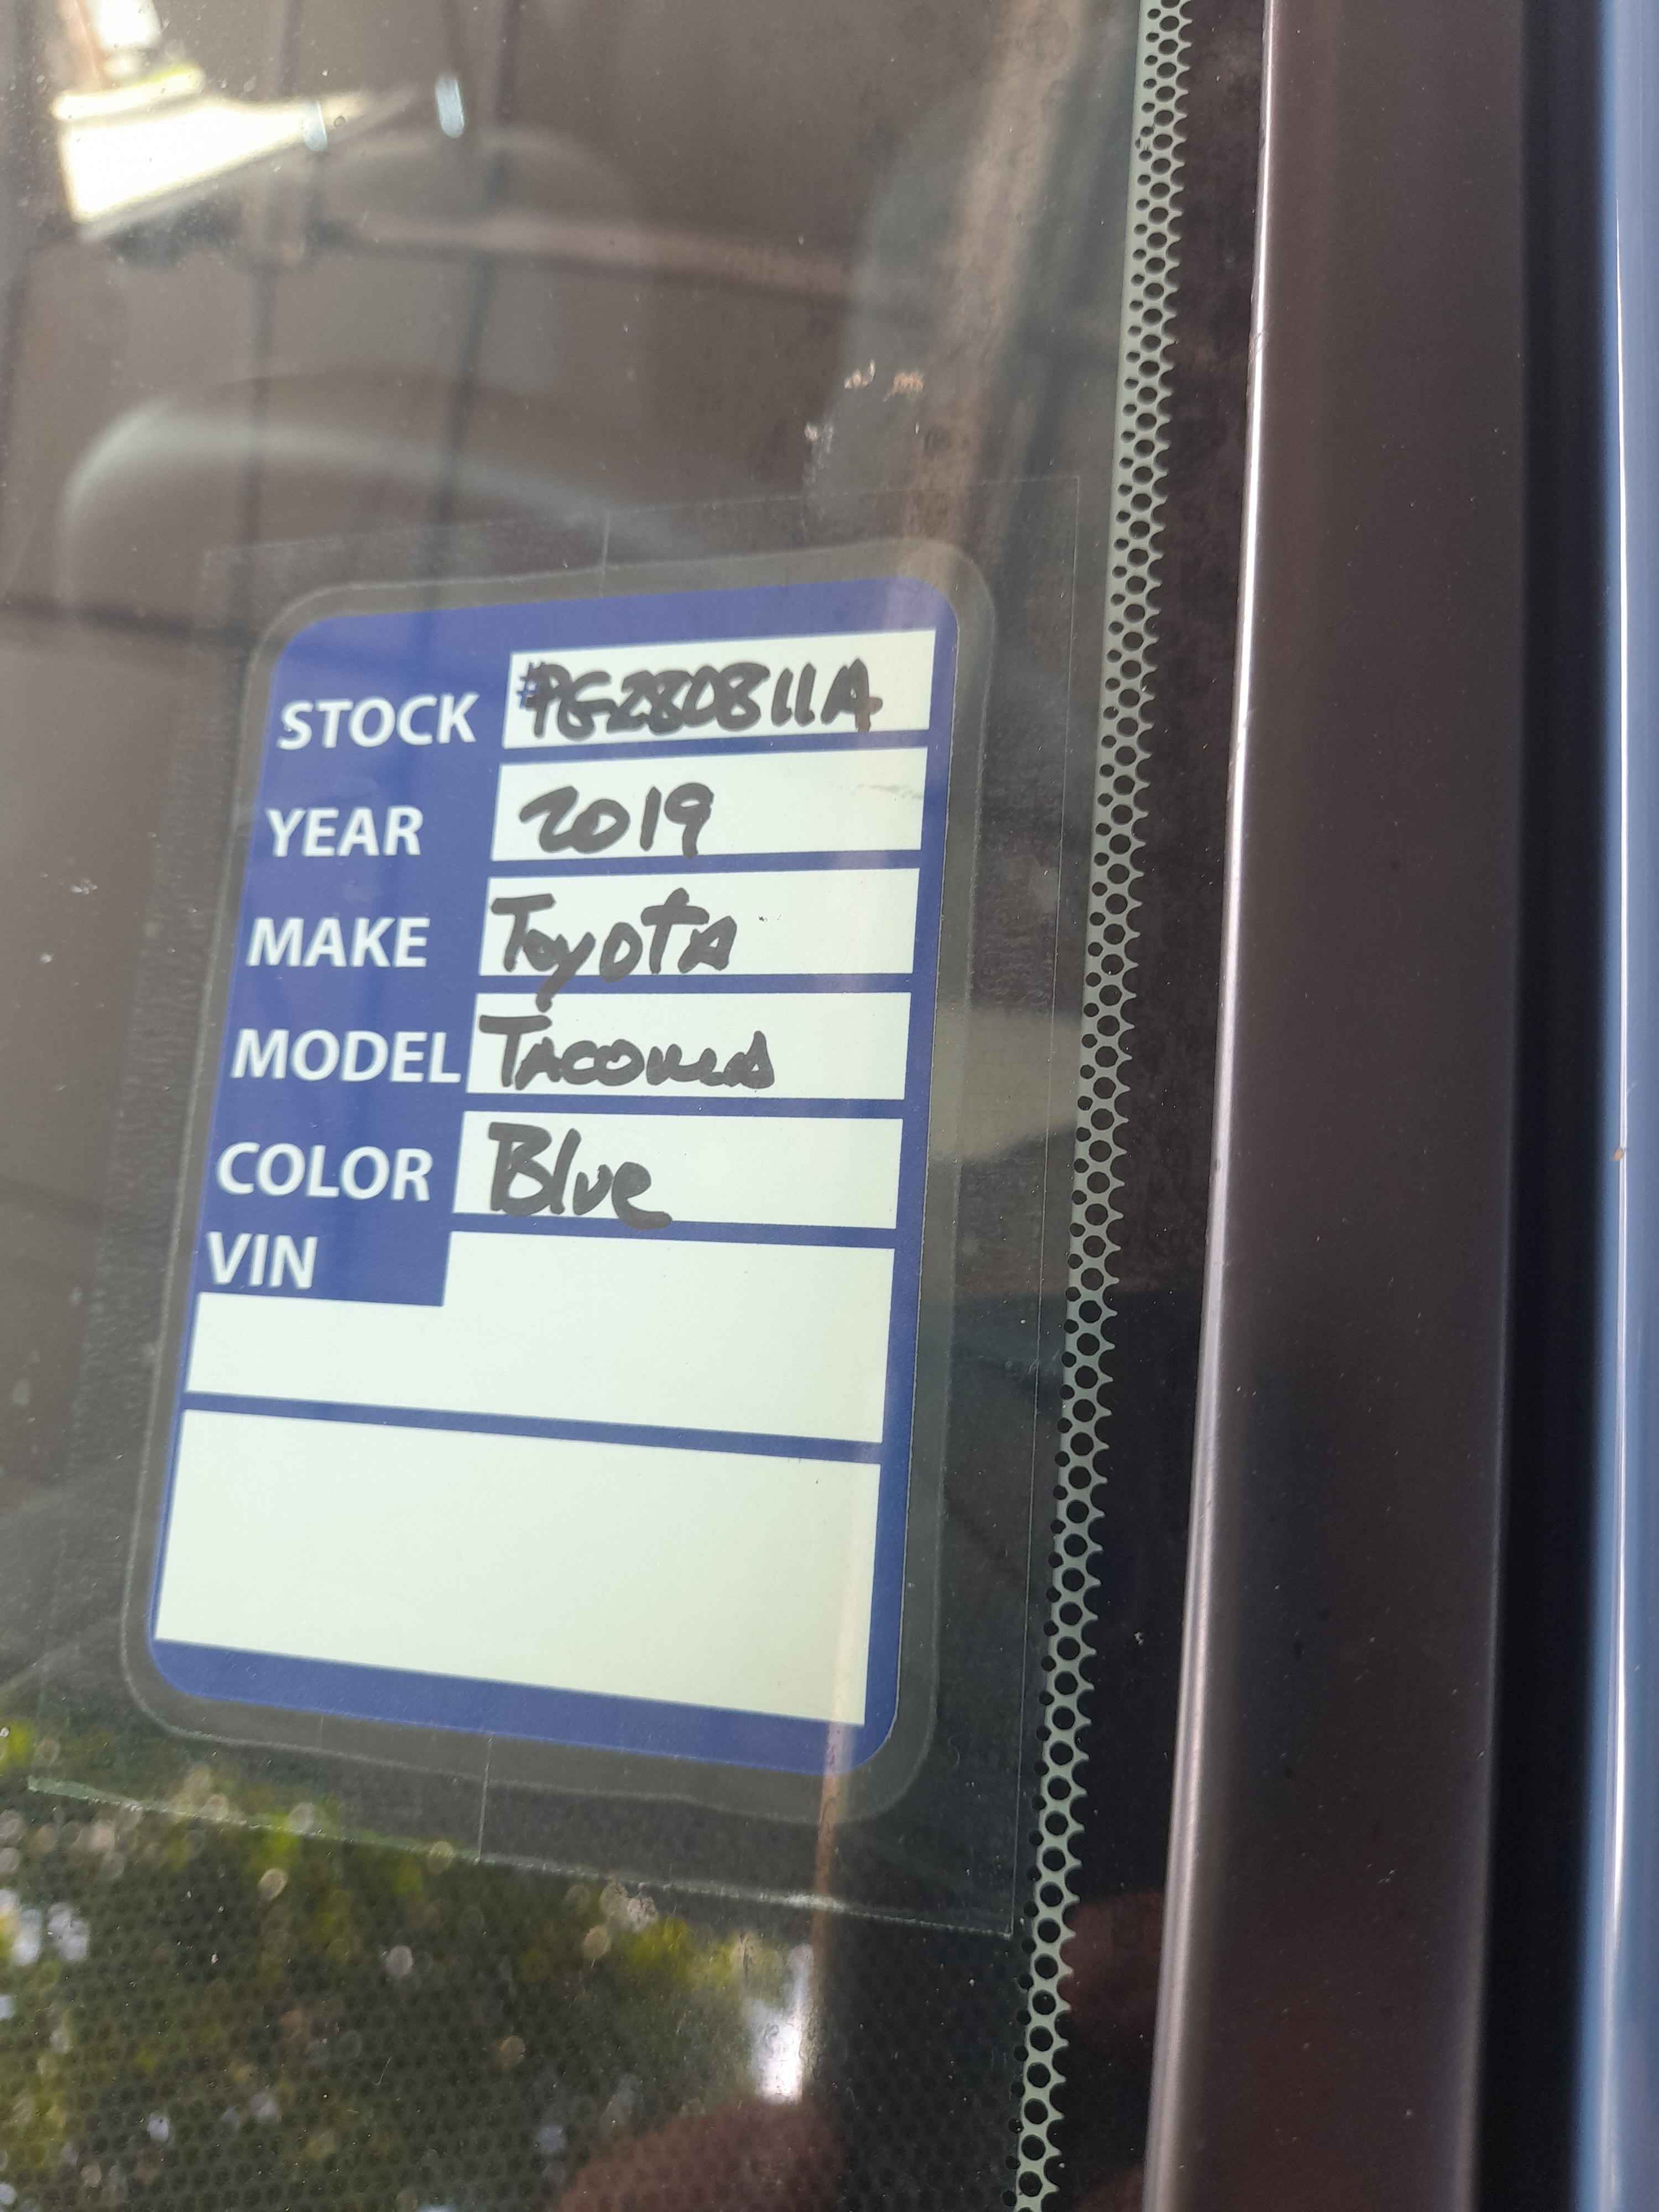 STOCK #PG280811A
YEAR 2019
MAKE Toyota
MODEL Tacoma
COLOR Blue
VIN